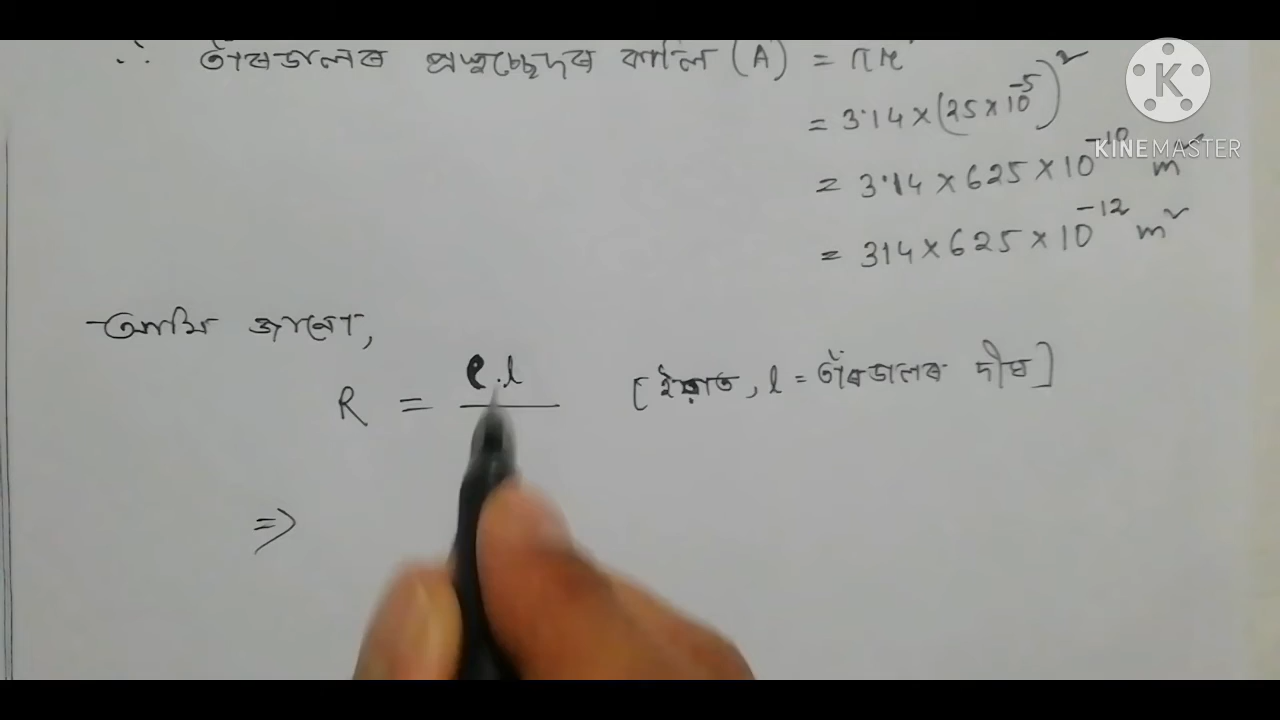 ∴ তাঁৰডালৰ প্ৰস্থচ্ছেদৰ কালি (A) = πr²
= 3.14 × (25 × 10⁻⁵)²
= 3.14 × 625 × 10⁻¹⁰ m²
= 314 × 625 × 10⁻¹² m²
আমি জানো,
R = ρ.l
[ইয়াত, l = তাঁৰডালৰ দীঘ]
⇒
K
KINEMASTER